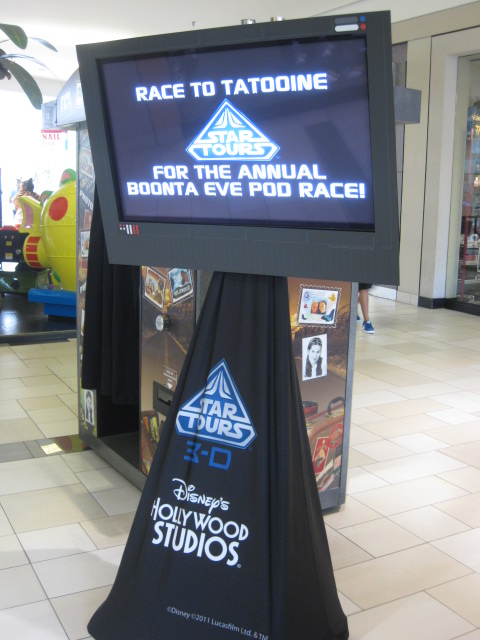 RACE TO TATOOINE
STAR
TOURS
FOR THE ANNUAL
BOONTA EVE POD RACE!
STAR
TOURS
3-D
Disney's
HOLLYWOOD
STUDIOS®
©Disney ©2011 Lucasfilm Ltd. & TM